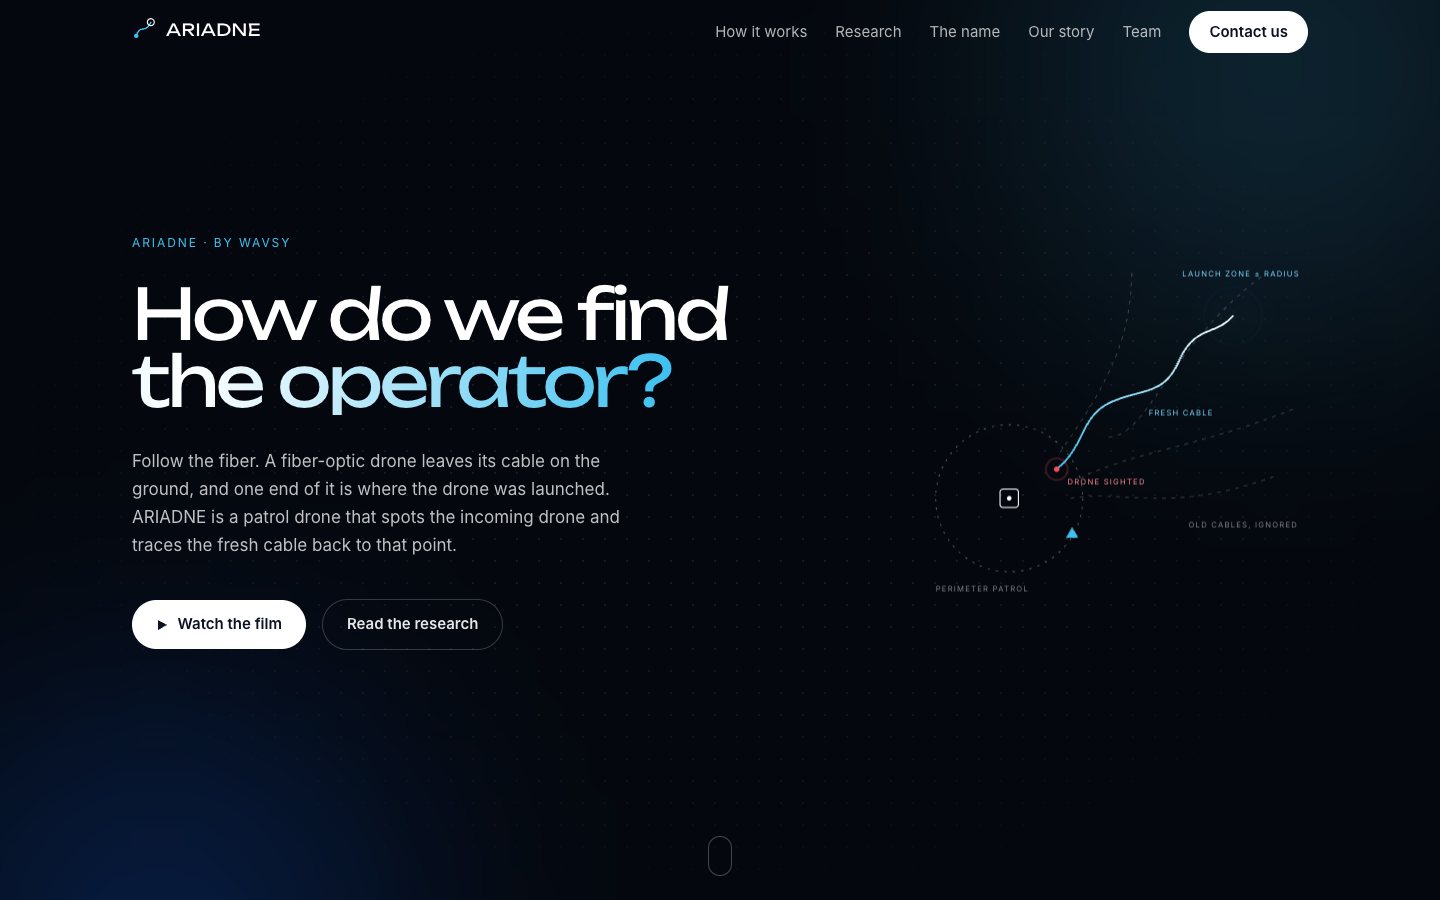 ARIADNE
How it works
Research
The name
Our story
Team
Contact us
ARIADNE · BY WAVSY
How do we find
the operator?
Follow the fiber. A fiber-optic drone leaves its cable on the
ground, and one end of it is where the drone was launched.
ARIADNE is a patrol drone that spots the incoming drone and
traces the fresh cable back to that point.
Watch the film
Read the research
LAUNCH ZONE ± RADIUS
FRESH CABLE
DRONE SIGHTED
OLD CABLES, IGNORED
PERIMETER PATROL